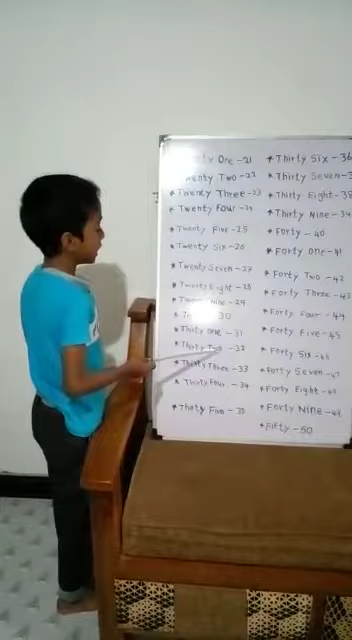 ty One - 21
Twenty Two - 22
* Twenty Three - 23
* Twenty Four - 24
* Twenty Five - 25
* Twenty Six - 26
* Twenty Seven - 27
* Twenty Eight - 28
* Twenty Nine - 29
* 30
* Thirty One - 31
* Thirty Two - 32
* Thirty Three - 33
* Thirty Four - 34
* Thirty Five - 35
* Thirty Six - 36
* Thirty Seven - 3
* Thirty Eight - 38
* Thirty Nine - 39
* Forty - 40
* Forty One - 41
* Forty Two - 42
* Forty Three - 43
* Forty Four - 44
* Forty Five - 45
* Forty Six - 46
* Forty Seven - 47
* Forty Eight - 48
* Forty Nine - 49
* Fifty - 50